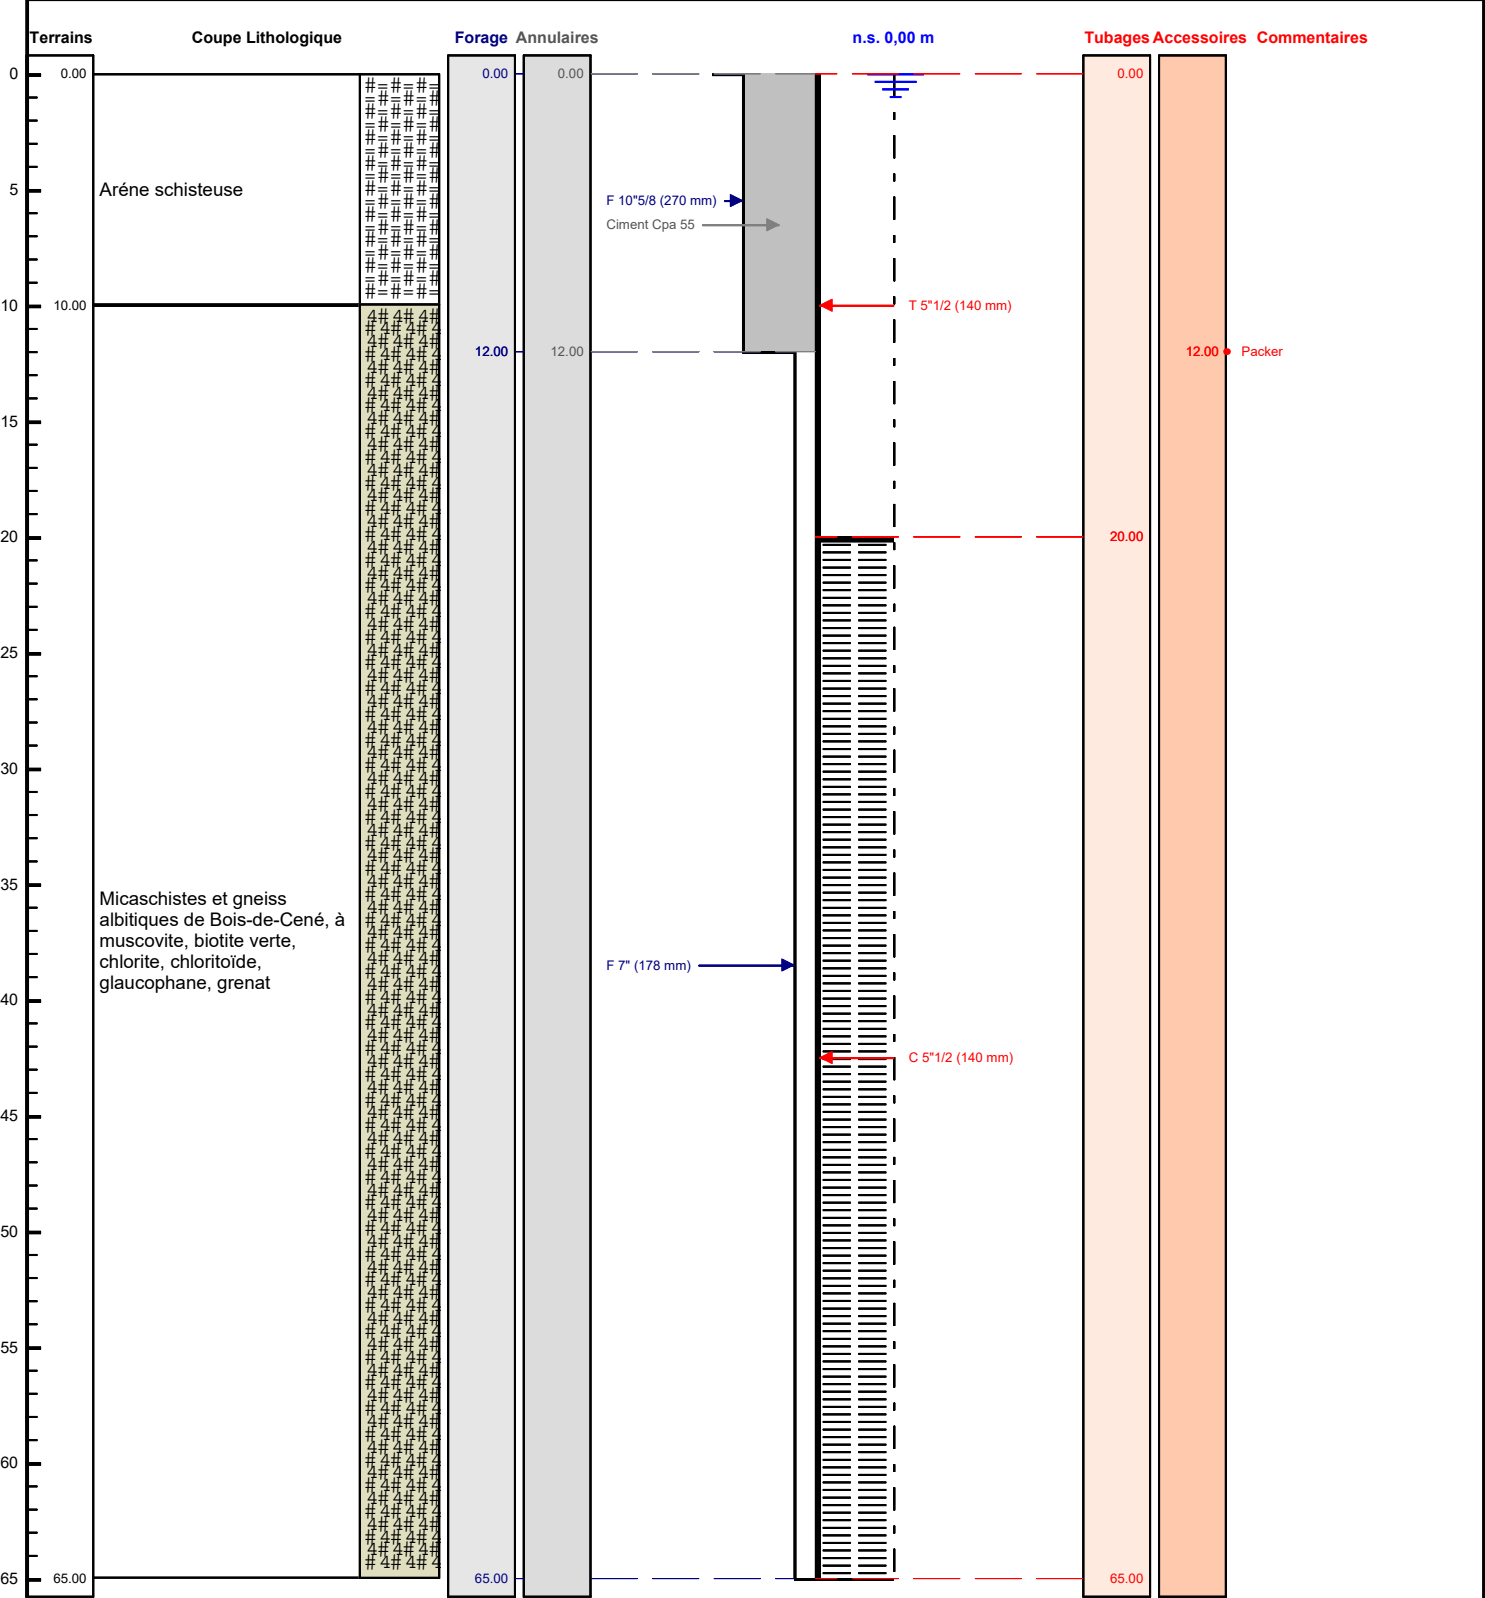 Terrains Coupe Lithologique Forage Annulaires n.s. 0,00 m Tubages Accessoires Commentaires
0 0.00 0.00 0.00 0.00
5 Aréne schisteuse
F 10"5/8 (270 mm)
Ciment Cpa 55
10 10.00 T 5"1/2 (140 mm)
12.00 12.00 12.00 Packer
15
20 20.00
25
30
35
Micaschistes et gneiss
albitiques de Bois-de-Cené, à
muscovite, biotite verte,
chlorite, chloritoïde,
glaucophane, grenat
F 7" (178 mm)
40
C 5"1/2 (140 mm)
45
50
55
60
65 65.00 65.00 65.00